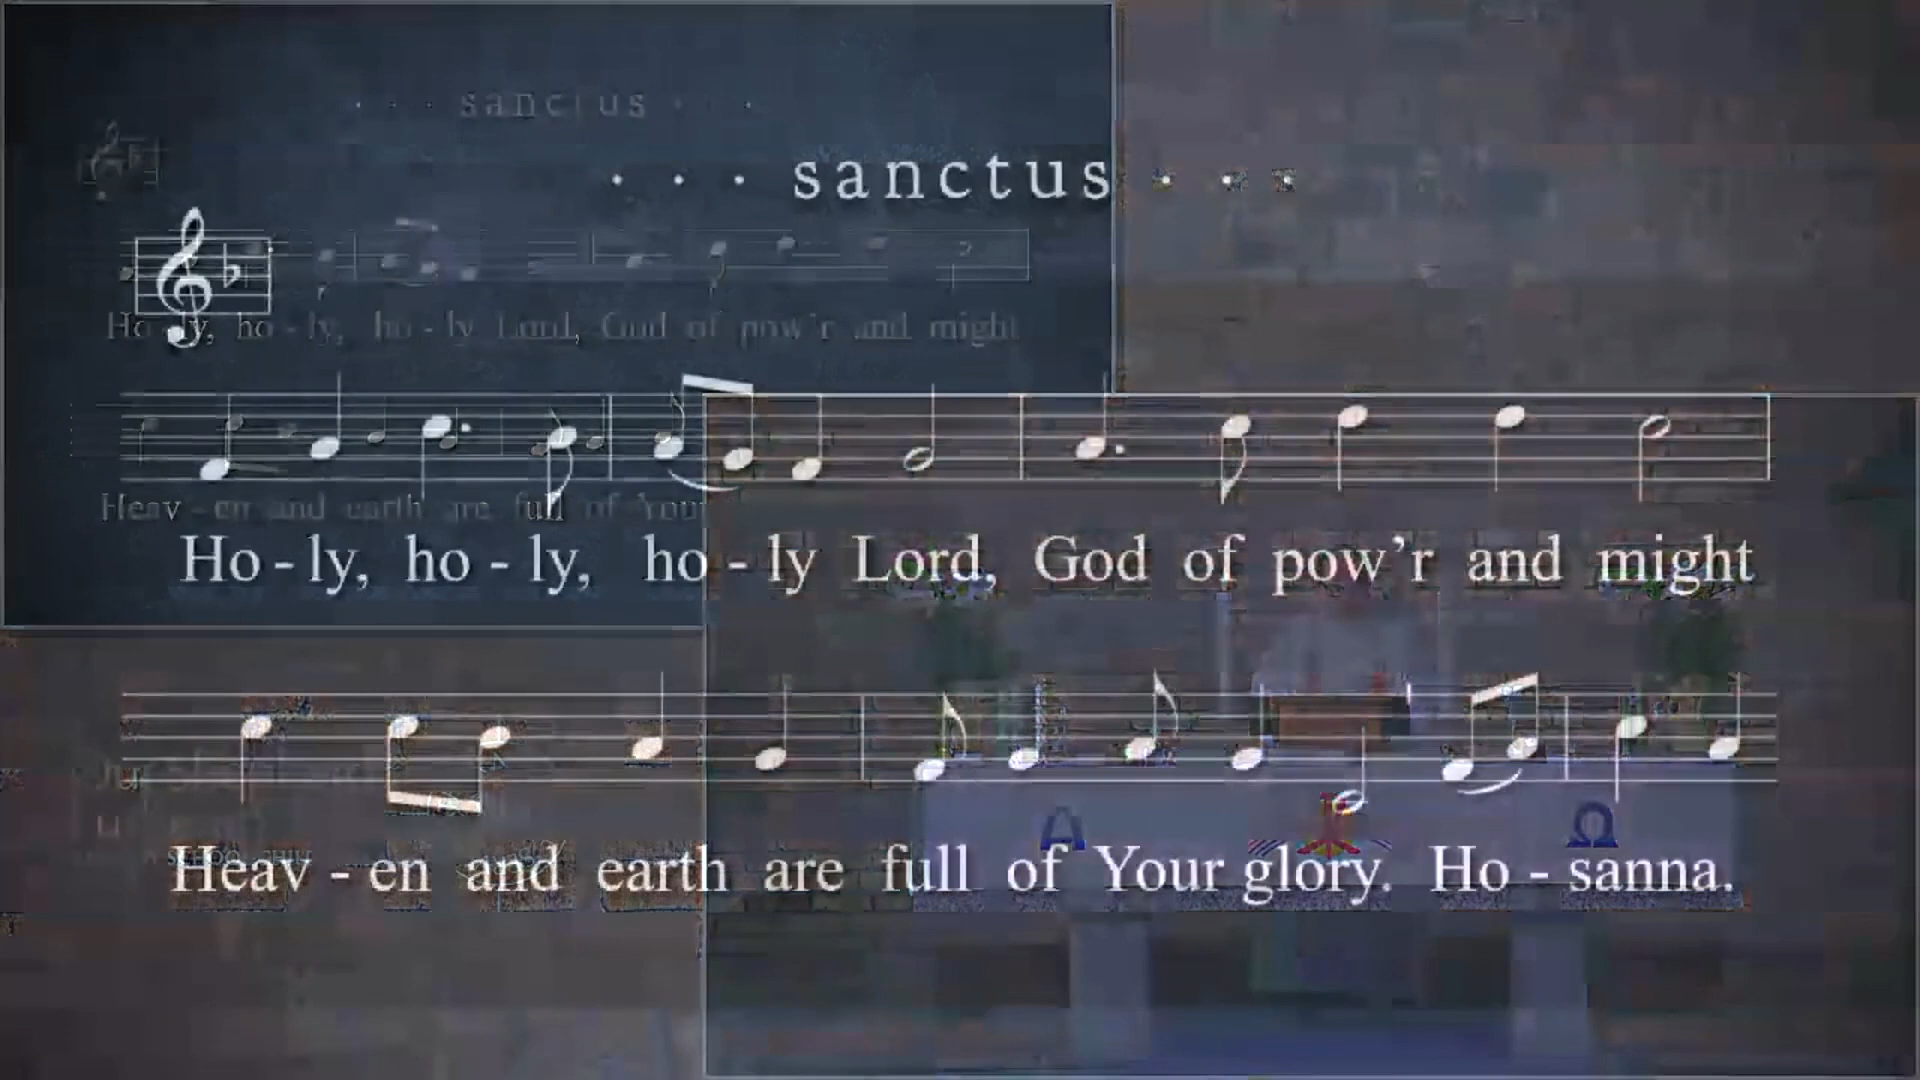 · · · sanctus · · ·
· · · sanctus · · ·
Ho - ly, ho - ly, ho - ly Lord, God of pow'r and might
Heav - en and earth are full of Your
Ho - ly, ho - ly, ho - ly Lord, God of pow’r and might
Α Ω
Heav - en and earth are full of Your glory. Ho - sanna.